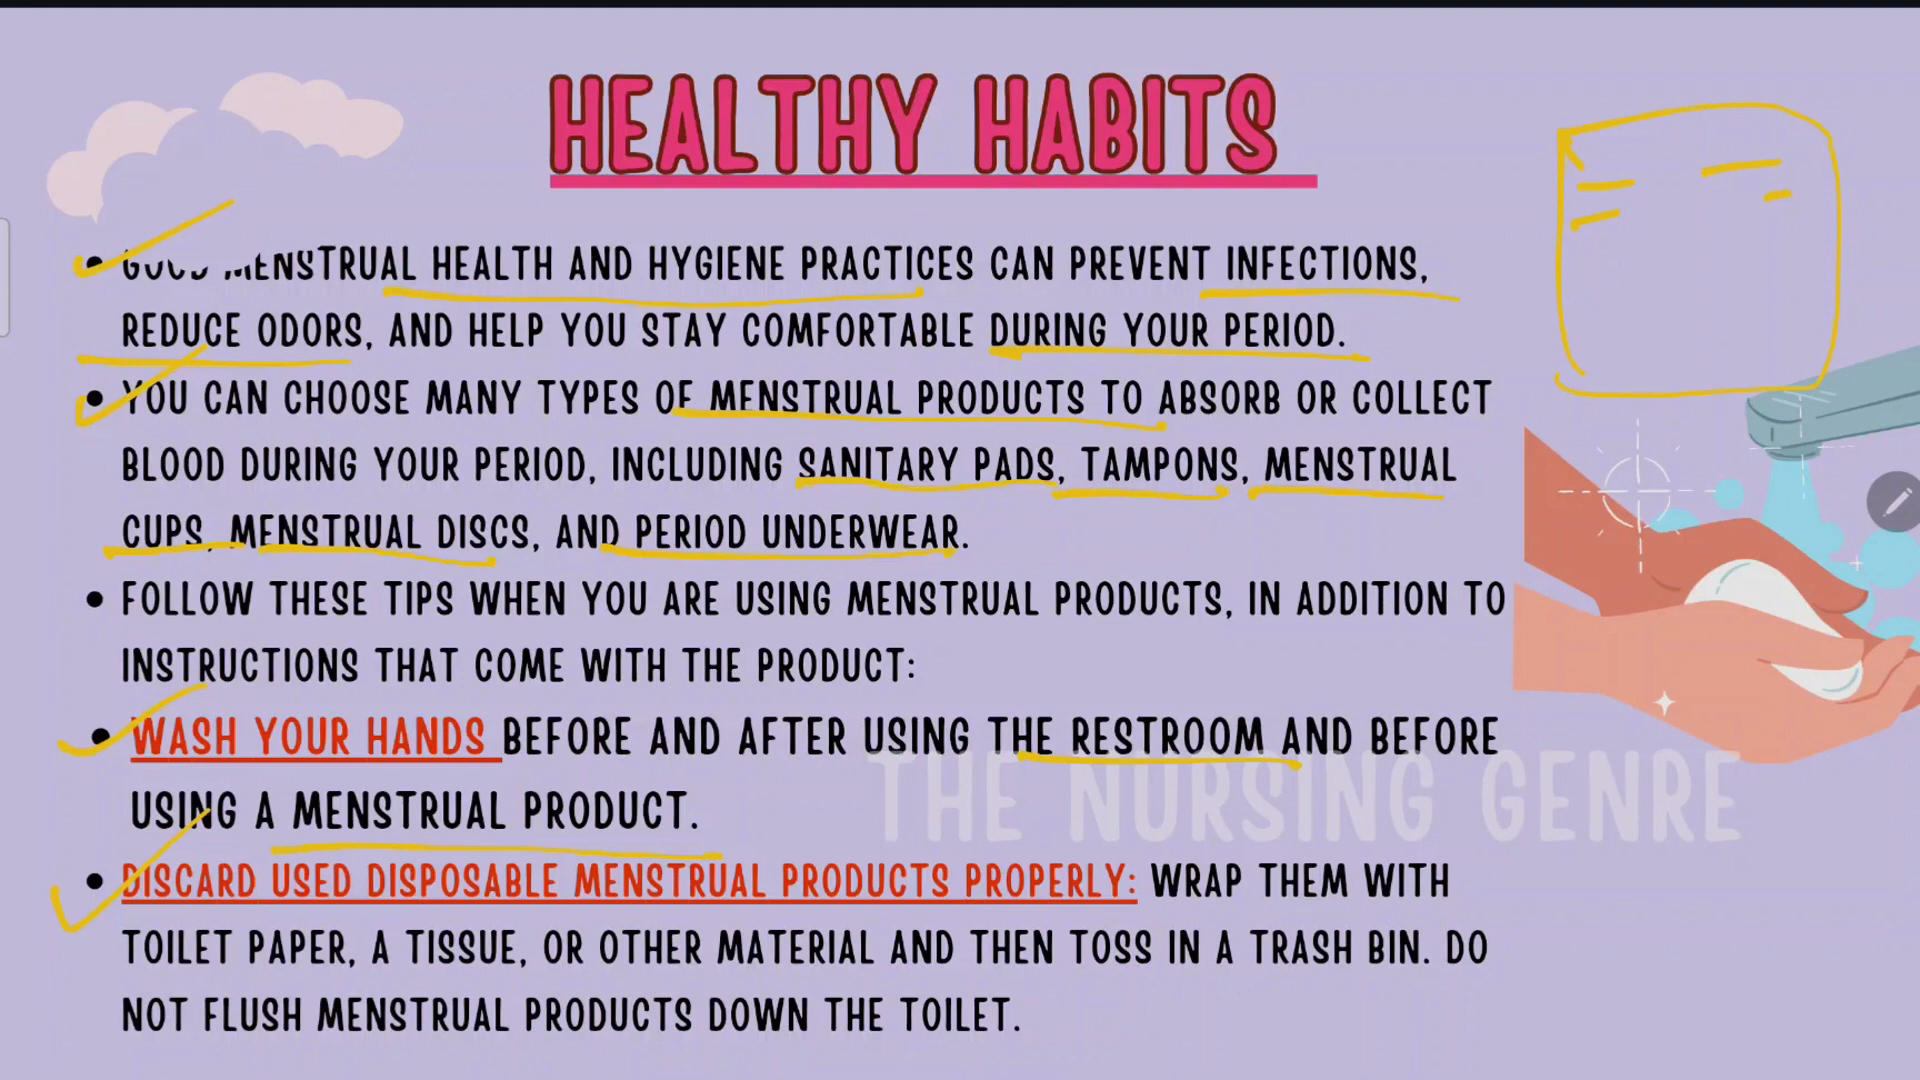 HEALTHY HABITS
GOOD MENSTRUAL HEALTH AND HYGIENE PRACTICES CAN PREVENT INFECTIONS,
REDUCE ODORS, AND HELP YOU STAY COMFORTABLE DURING YOUR PERIOD.
YOU CAN CHOOSE MANY TYPES OF MENSTRUAL PRODUCTS TO ABSORB OR COLLECT
BLOOD DURING YOUR PERIOD, INCLUDING SANITARY PADS, TAMPONS, MENSTRUAL
CUPS, MENSTRUAL DISCS, AND PERIOD UNDERWEAR.
FOLLOW THESE TIPS WHEN YOU ARE USING MENSTRUAL PRODUCTS, IN ADDITION TO
INSTRUCTIONS THAT COME WITH THE PRODUCT:
WASH YOUR HANDS BEFORE AND AFTER USING THE RESTROOM AND BEFORE
USING A MENSTRUAL PRODUCT.
THE NURSING GENRE
DISCARD USED DISPOSABLE MENSTRUAL PRODUCTS PROPERLY: WRAP THEM WITH
TOILET PAPER, A TISSUE, OR OTHER MATERIAL AND THEN TOSS IN A TRASH BIN. DO
NOT FLUSH MENSTRUAL PRODUCTS DOWN THE TOILET.